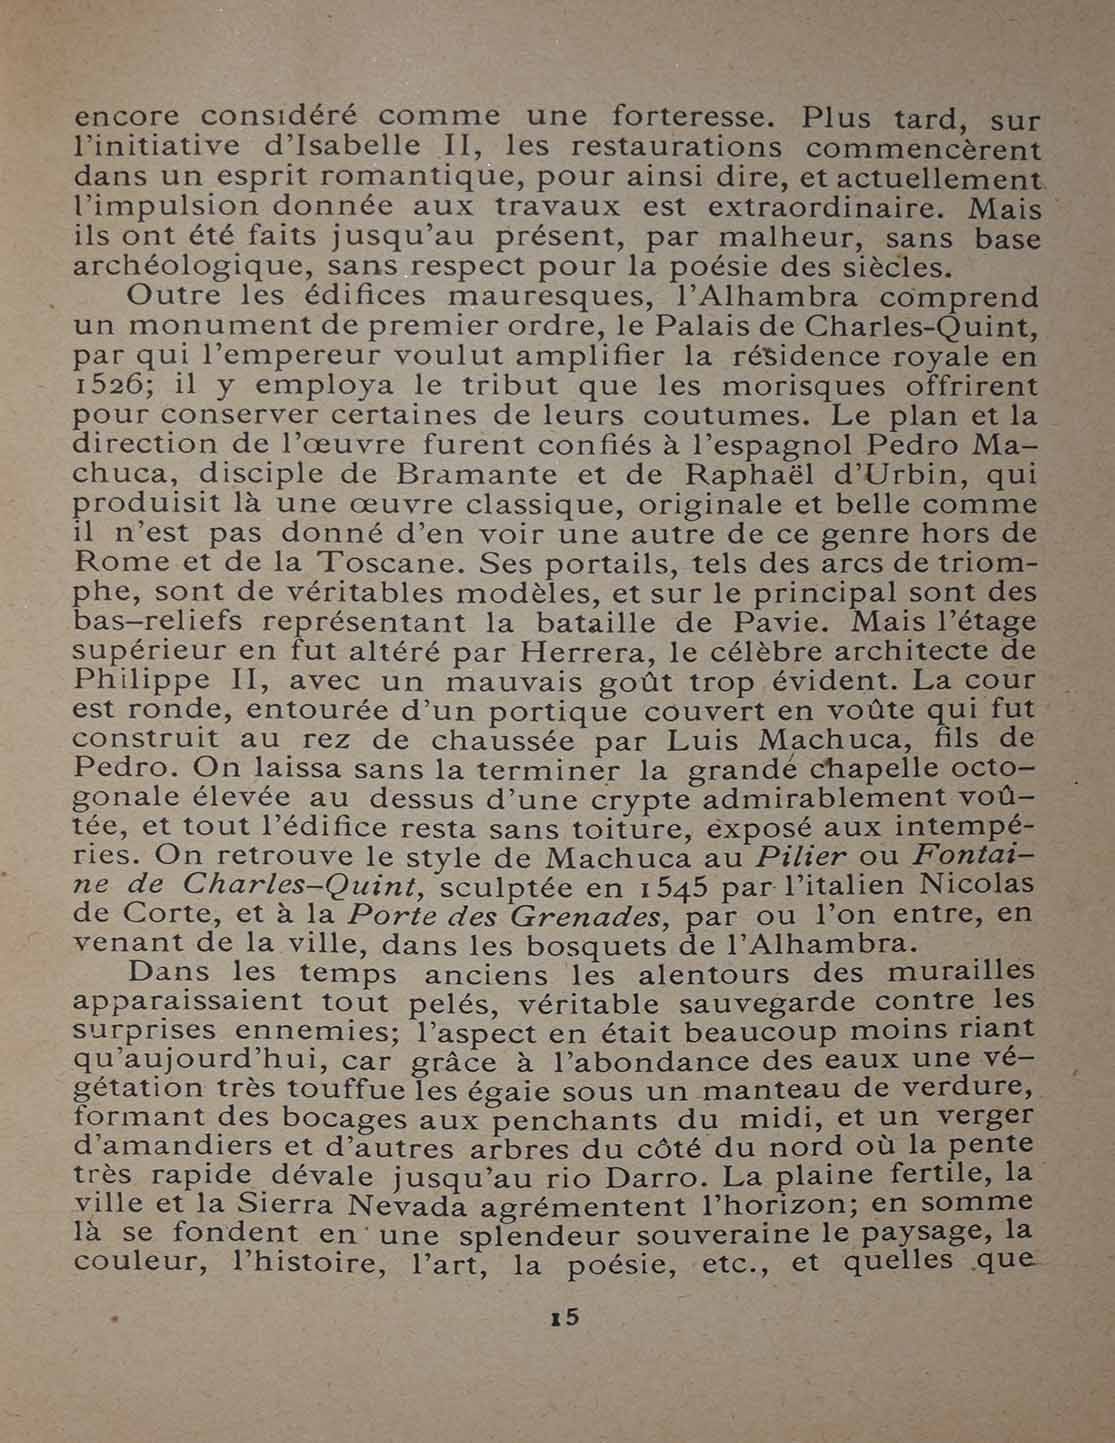 encore considéré comme une forteresse. Plus tard, sur
l'initiative d'Isabelle II, les restaurations commencèrent
dans un esprit romantique, pour ainsi dire, et actuellement
l'impulsion donnée aux travaux est extraordinaire. Mais
ils ont été faits jusqu'au présent, par malheur, sans base
archéologique, sans respect pour la poésie des siècles.
Outre les édifices mauresques, l'Alhambra comprend
un monument de premier ordre, le Palais de Charles-Quint,
par qui l'empereur voulut amplifier la résidence royale en
1526; il y employa le tribut que les morisques offrirent
pour conserver certaines de leurs coutumes. Le plan et la
direction de l'œuvre furent confiés à l'espagnol Pedro Ma-
chuca, disciple de Bramante et de Raphaël d'Urbin, qui
produisit là une œuvre classique, originale et belle comme
il n'est pas donné d'en voir une autre de ce genre hors de
Rome et de la Toscane. Ses portails, tels des arcs de triom-
phe, sont de véritables modèles, et sur le principal sont des
bas-reliefs représentant la bataille de Pavie. Mais l'étage
supérieur en fut altéré par Herrera, le célèbre architecte de
Philippe II, avec un mauvais goût trop évident. La cour
est ronde, entourée d'un portique couvert en voûte qui fut
construit au rez de chaussée par Luis Machuca, fils de
Pedro. On laissa sans la terminer la grande chapelle octo-
gonale élevée au dessus d'une crypte admirablement voû-
tée, et tout l'édifice resta sans toiture, exposé aux intempé-
ries. On retrouve le style de Machuca au Pilier ou Fontai-
ne de Charles-Quint, sculptée en 1545 par l'italien Nicolas
de Corte, et à la Porte des Grenades, par ou l'on entre, en
venant de la ville, dans les bosquets de l'Alhambra.
Dans les temps anciens les alentours des murailles
apparaissaient tout pelés, véritable sauvegarde contre les
surprises ennemies; l'aspect en était beaucoup moins riant
qu'aujourd'hui, car grâce à l'abondance des eaux une vé-
gétation très touffue les égaie sous un manteau de verdure,
formant des bocages aux penchants du midi, et un verger
d'amandiers et d'autres arbres du côté du nord où la pente
très rapide dévale jusqu'au rio Darro. La plaine fertile, la
ville et la Sierra Nevada agrémentent l'horizon; en somme
là se fondent en une splendeur souveraine le paysage, la
couleur, l'histoire, l'art, la poésie, etc., et quelles que
15